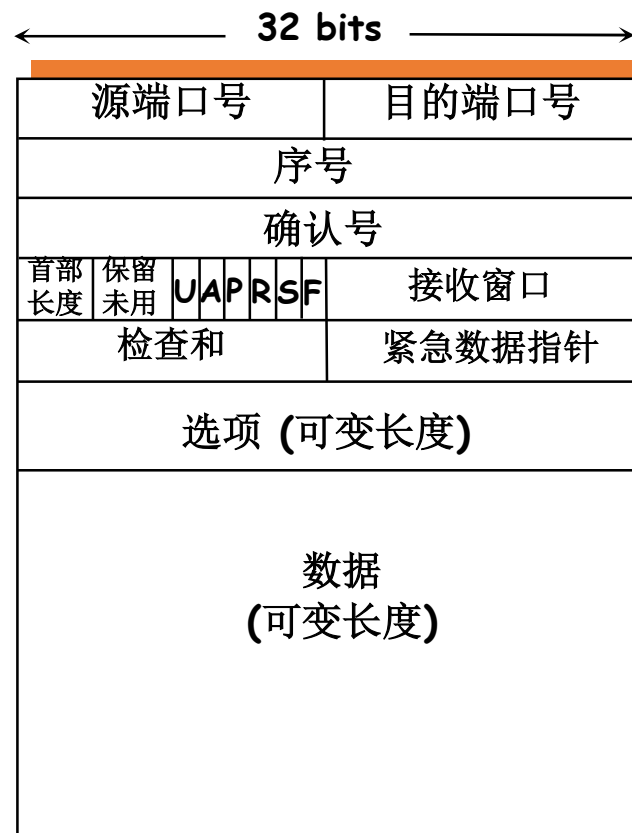 32 bits
源端口号 目的端口号
序号
确认号
首部 保留
长度 未用 U A P R S F 接收窗口
检查和 紧急数据指针
选项 (可变长度)
数据
(可变长度)